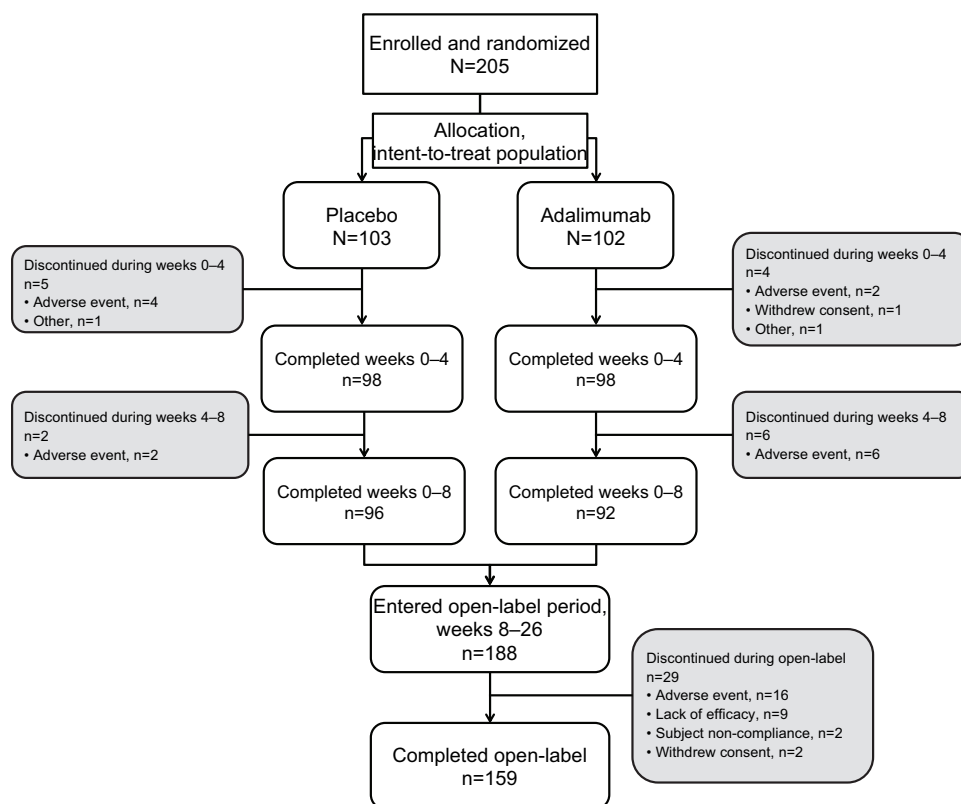 Enrolled and randomized
N=205
Allocation,
intent-to-treat population
Placebo
N=103
Adalimumab
N=102
Discontinued during weeks 0–4
n=5
• Adverse event, n=4
• Other, n=1
Discontinued during weeks 0–4
n=4
• Adverse event, n=2
• Withdrew consent, n=1
• Other, n=1
Completed weeks 0–4
n=98
Completed weeks 0–4
n=98
Discontinued during weeks 4–8
n=2
• Adverse event, n=2
Discontinued during weeks 4–8
n=6
• Adverse event, n=6
Completed weeks 0–8
n=96
Completed weeks 0–8
n=92
Entered open-label period,
weeks 8–26
n=188
Discontinued during open-label
n=29
• Adverse event, n=16
• Lack of efficacy, n=9
• Subject non-compliance, n=2
• Withdrew consent, n=2
Completed open-label
n=159